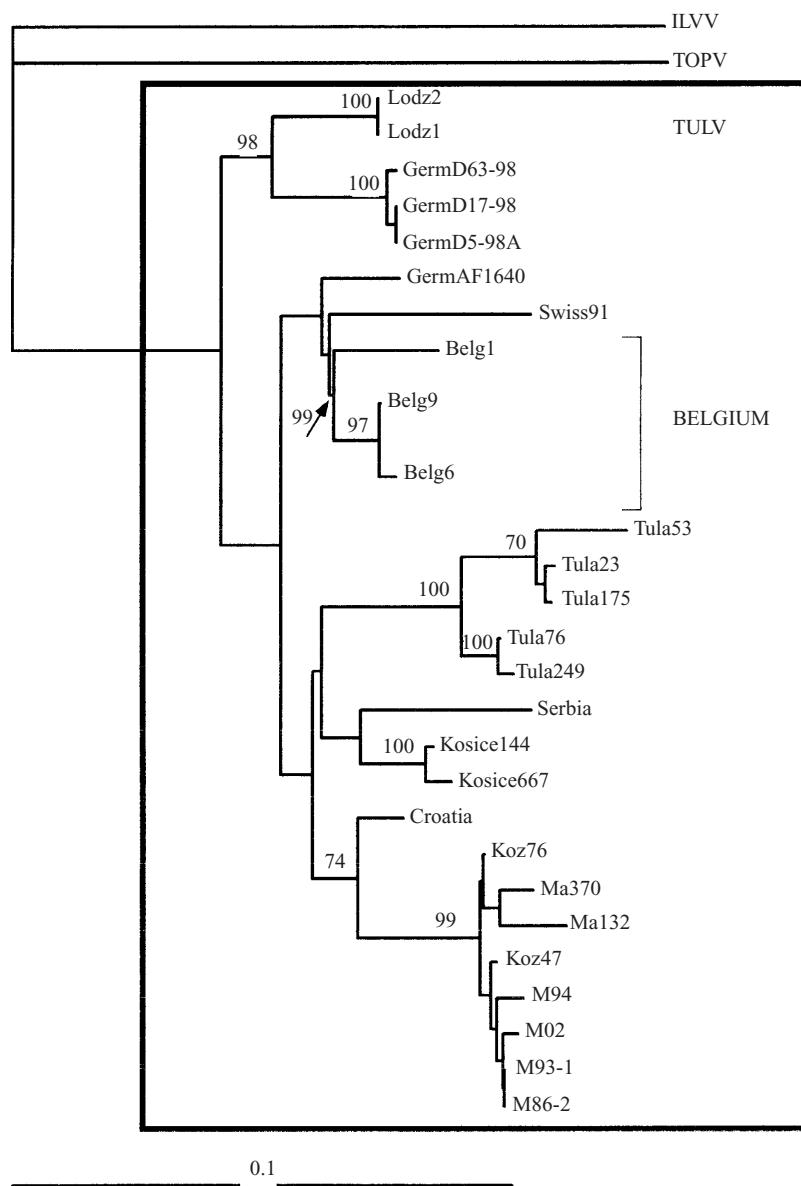 ILVV
TOPV
100 Lodz2
Lodz1 TULV
98
GermD63-98
100
GermD17-98
GermD5-98A
GermAF1640
Swiss91
Belg1
Belg9
99 97 BELGIUM
Belg6
Tula53
70
Tula23
100 Tula175
Tula76
100
Tula249
Serbia
100 Kosice144
Kosice667
Croatia
Koz76
74
Ma370
99 Ma132
Koz47
M94
M02
M93-1
M86-2
0.1